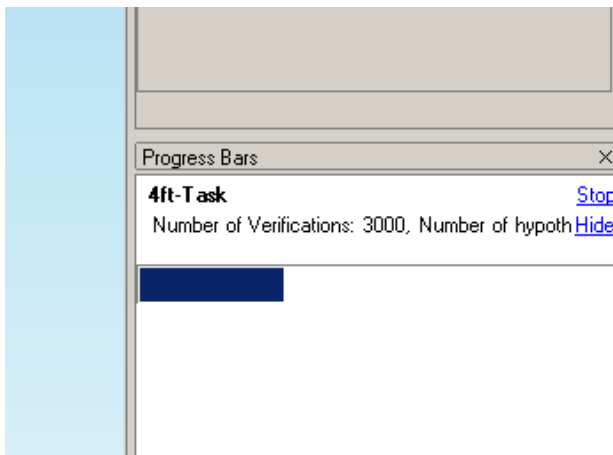 Progress Bars
4ft-Task Stop
Number of Verifications: 3000, Number of hypoth Hide